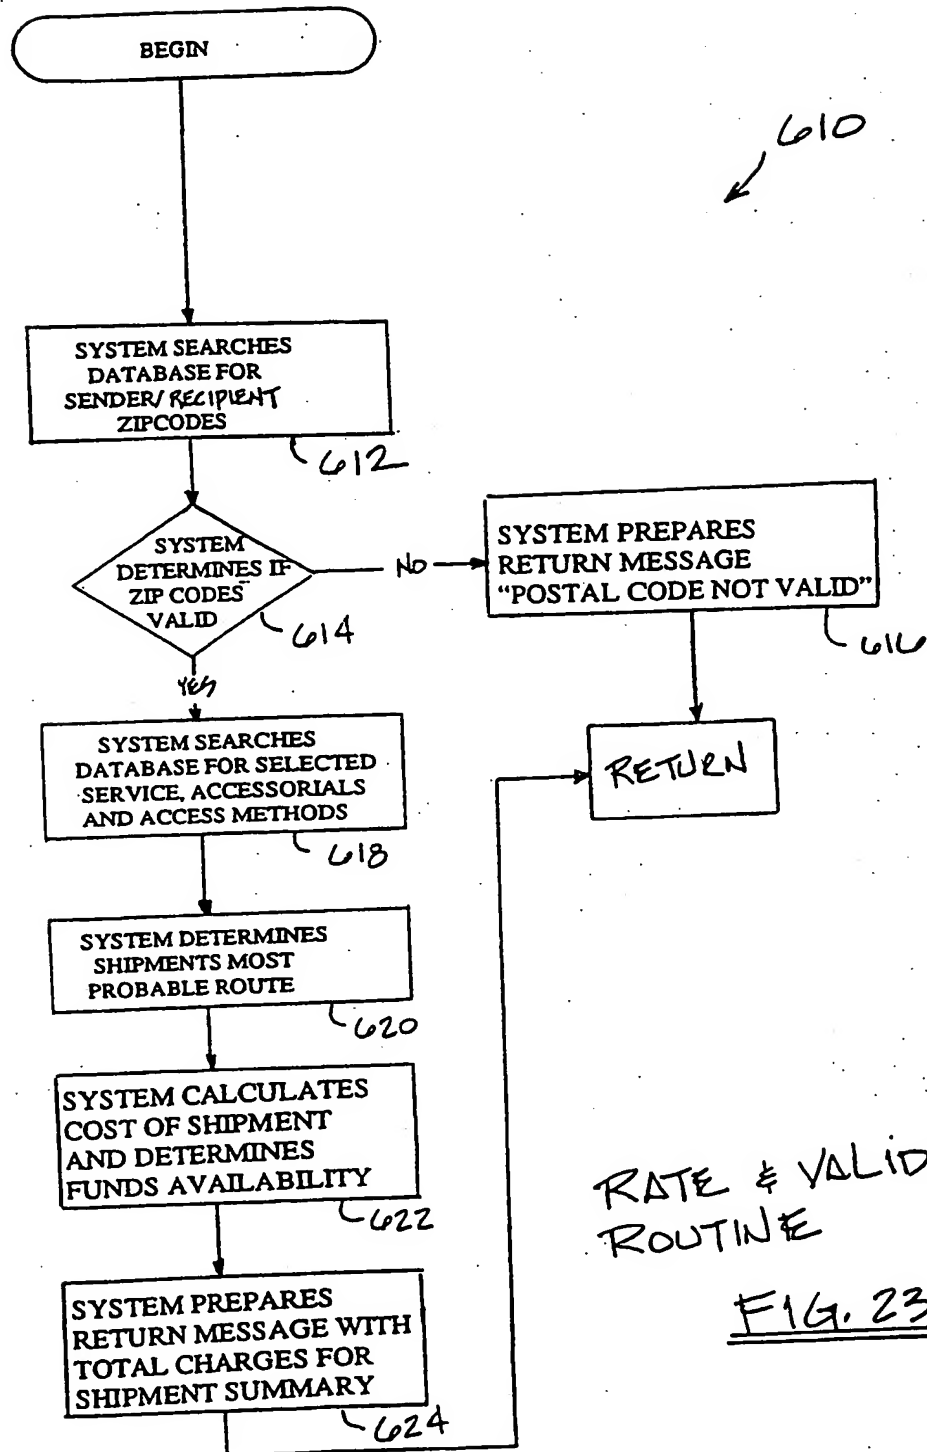 BEGIN
610
SYSTEM SEARCHES
DATABASE FOR
SENDER/ RECIPIENT
ZIPCODES
612
SYSTEM
DETERMINES IF
ZIP CODES
VALID
614
NO
SYSTEM PREPARES
RETURN MESSAGE
"POSTAL CODE NOT VALID"
616
YES
SYSTEM SEARCHES
DATABASE FOR SELECTED
SERVICE, ACCESSORIALS
AND ACCESS METHODS
618
RETURN
SYSTEM DETERMINES
SHIPMENTS MOST
PROBABLE ROUTE
620
SYSTEM CALCULATES
COST OF SHIPMENT
AND DETERMINES
FUNDS AVAILABILITY
622
RATE & VALID
ROUTINE
FIG. 23
SYSTEM PREPARES
RETURN MESSAGE WITH
TOTAL CHARGES FOR
SHIPMENT SUMMARY
624